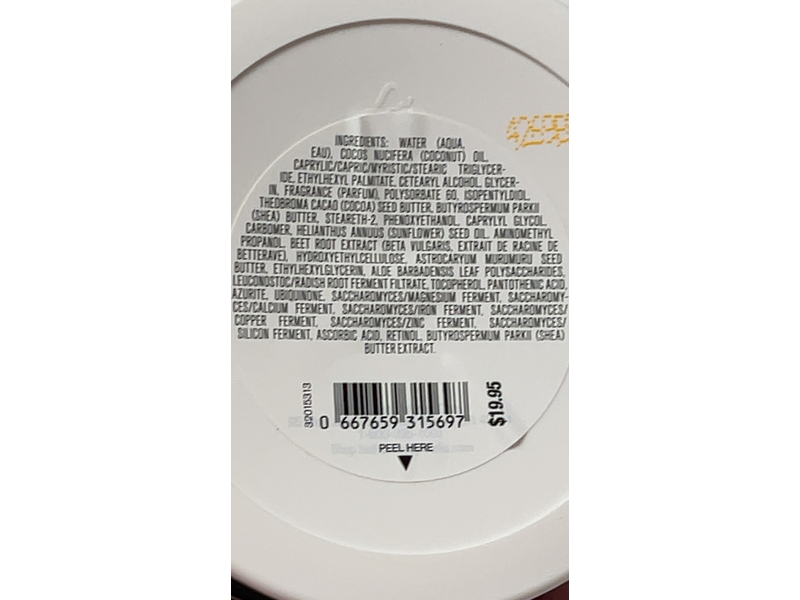 INGREDIENTS: WATER (AQUA,
EAU), COCOS NUCIFERA (COCONUT) OIL,
CAPRYLIC/CAPRIC/MYRISTIC/STEARIC TRIGLYCER-
IDE, ETHYLHEXYL PALMITATE, CETEARYL ALCOHOL, GLYCER-
IN, FRAGRANCE (PARFUM), POLYSORBATE 60, ISOPENTYLDIOL,
THEOBROMA CACAO (COCOA) SEED BUTTER, BUTYROSPERMUM PARKII
(SHEA) BUTTER, STEARETH-2, PHENOXYETHANOL, CAPRYLYL GLYCOL,
CARBOMER, HELIANTHUS ANNUUS (SUNFLOWER) SEED OIL, AMINOMETHYL
PROPANOL, BEET ROOT EXTRACT (BETA VULGARIS, EXTRAIT DE RACINE DE
BETTERAVE), HYDROXYETHYLCELLULOSE, ASTROCARYUM MURUMURU SEED
BUTTER, ETHYLHEXYLGLYCERIN, ALOE BARBADENSIS LEAF POLYSACCHARIDES,
LEUCONOSTOC/RADISH ROOT FERMENT FILTRATE, TOCOPHEROL, PANTOTHENIC ACID,
AZURITE, UBIQUINONE, SACCHAROMYCES/MAGNESIUM FERMENT, SACCHAROMY-
CES/CALCIUM FERMENT, SACCHAROMYCES/IRON FERMENT, SACCHAROMYCES/
COPPER FERMENT, SACCHAROMYCES/ZINC FERMENT, SACCHAROMYCES/
SILICON FERMENT, ASCORBIC ACID, RETINOL, BUTYROSPERMUM PARKII (SHEA)
BUTTER EXTRACT.
32015313
0 667659 315697
$19.95
PEEL HERE